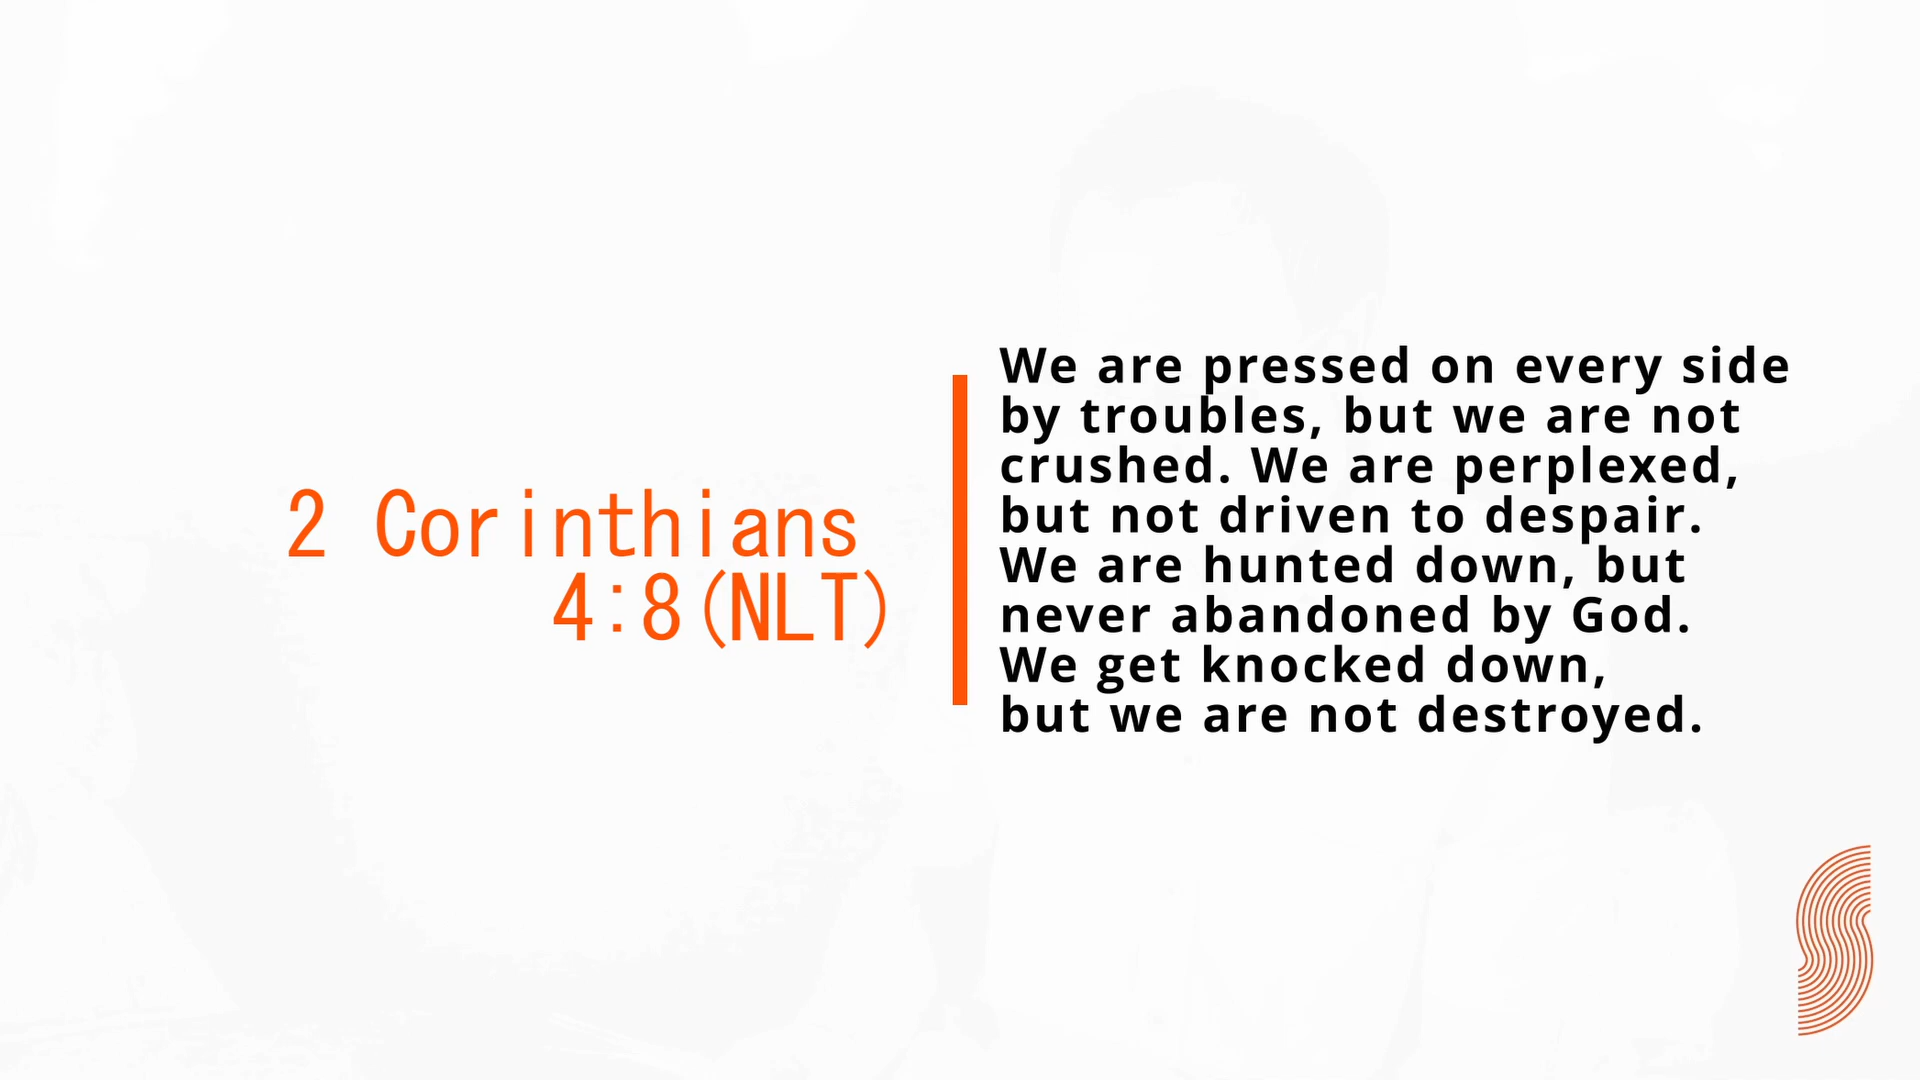 2 Corinthians
4:8(NLT)
We are pressed on every side
by troubles, but we are not
crushed. We are perplexed,
but not driven to despair.
We are hunted down, but
never abandoned by God.
We get knocked down,
but we are not destroyed.